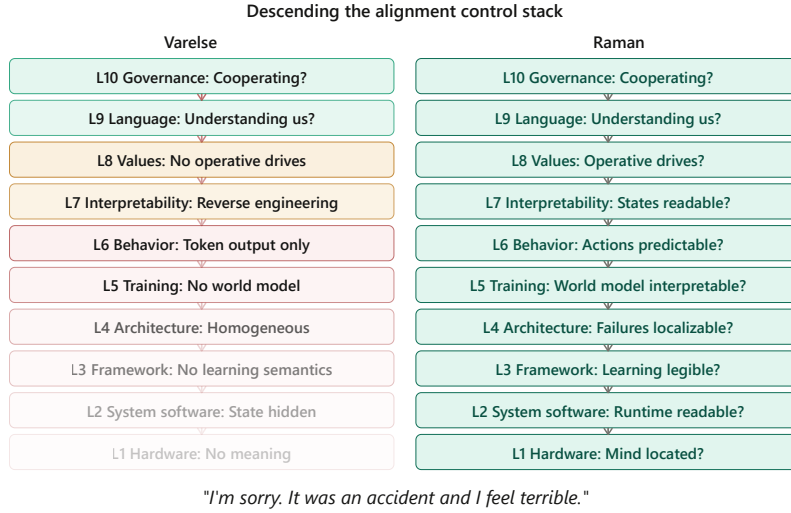 Descending the alignment control stack
Varelse
Raman
L10 Governance: Cooperating?
L10 Governance: Cooperating?
L9 Language: Understanding us?
L9 Language: Understanding us?
L8 Values: No operative drives
L8 Values: Operative drives?
L7 Interpretability: Reverse engineering
L7 Interpretability: States readable?
L6 Behavior: Token output only
L6 Behavior: Actions predictable?
L5 Training: No world model
L5 Training: World model interpretable?
L4 Architecture: Homogeneous
L4 Architecture: Failures localizable?
L3 Framework: No learning semantics
L3 Framework: Learning legible?
L2 System software: State hidden
L2 System software: Runtime readable?
L1 Hardware: No meaning
L1 Hardware: Mind located?
"I'm sorry. It was an accident and I feel terrible."